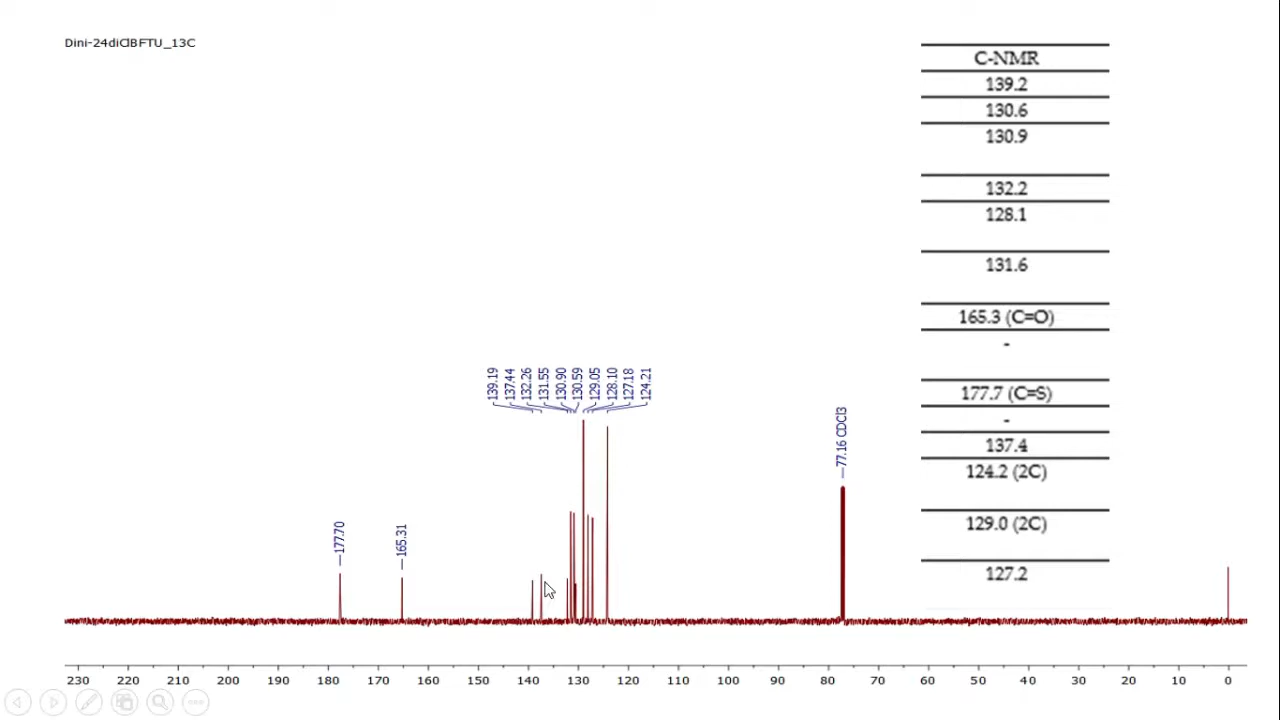 Dini-24diClBFTU_13C
C-NMR
139.2
130.6
130.9
132.2
128.1
131.6
165.3 (C=O)
-
177.7 (C=S)
-
137.4
124.2 (2C)
129.0 (2C)
127.2
177.70
165.31
139.19
137.44
132.26
131.55
130.90
130.59
129.05
128.10
127.18
124.21
77.16 CDCl3
230 220 210 200 190 180 170 160 150 140 130 120 110 100 90 80 70 60 50 40 30 20 10 0